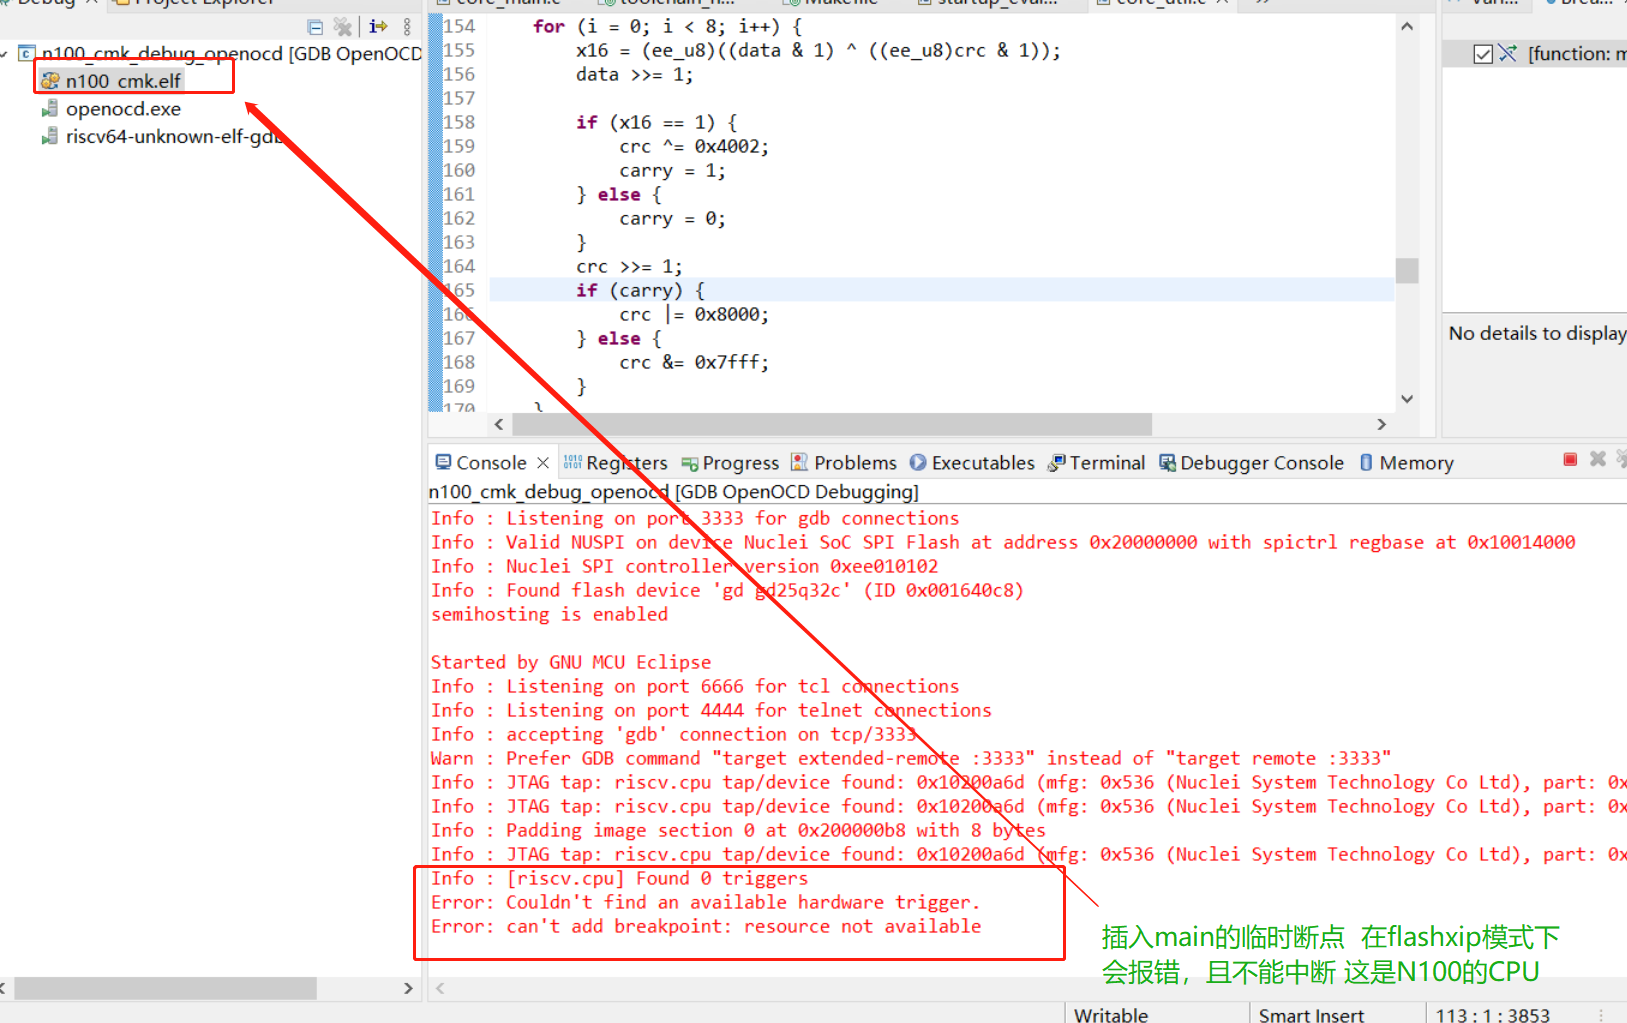 Debug
Project Explorer
n100_cmk_debug_openocd [GDB OpenOCD
n100_cmk.elf
openocd.exe
riscv64-unknown-elf-gdb
core_main.c
Makefile
core_util.c
154 for (i = 0; i < 8; i++) {
155 x16 = (ee_u8)((data & 1) ^ ((ee_u8)crc & 1));
156 data >>= 1;
157
158 if (x16 == 1) {
159 crc ^= 0x4002;
160 carry = 1;
161 } else {
162 carry = 0;
163 }
164 crc >>= 1;
165 if (carry) {
166 crc |= 0x8000;
167 } else {
168 crc &= 0x7fff;
169 }
170 }
[function: m
No details to display
Console Registers Progress Problems Executables Terminal Debugger Console Memory
n100_cmk_debug_openocd [GDB OpenOCD Debugging]
Info : Listening on port 3333 for gdb connections
Info : Valid NUSPI on device Nuclei SoC SPI Flash at address 0x20000000 with spictrl regbase at 0x10014000
Info : Nuclei SPI controller version 0xee010102
Info : Found flash device 'gd gd25q32c' (ID 0x001640c8)
semihosting is enabled
Started by GNU MCU Eclipse
Info : Listening on port 6666 for tcl connections
Info : Listening on port 4444 for telnet connections
Info : accepting 'gdb' connection on tcp/3333
Warn : Prefer GDB command "target extended-remote :3333" instead of "target remote :3333"
Info : JTAG tap: riscv.cpu tap/device found: 0x10200a6d (mfg: 0x536 (Nuclei System Technology Co Ltd), part: 0x
Info : JTAG tap: riscv.cpu tap/device found: 0x10200a6d (mfg: 0x536 (Nuclei System Technology Co Ltd), part: 0x
Info : Padding image section 0 at 0x200000b8 with 8 bytes
Info : JTAG tap: riscv.cpu tap/device found: 0x10200a6d (mfg: 0x536 (Nuclei System Technology Co Ltd), part: 0x
Info : [riscv.cpu] Found 0 triggers
Error: Couldn't find an available hardware trigger.
Error: can't add breakpoint: resource not available
插入main的临时断点 在flashxip模式下
会报错，且不能中断 这是N100的CPU
Writable Smart Insert 113 : 1 : 3853